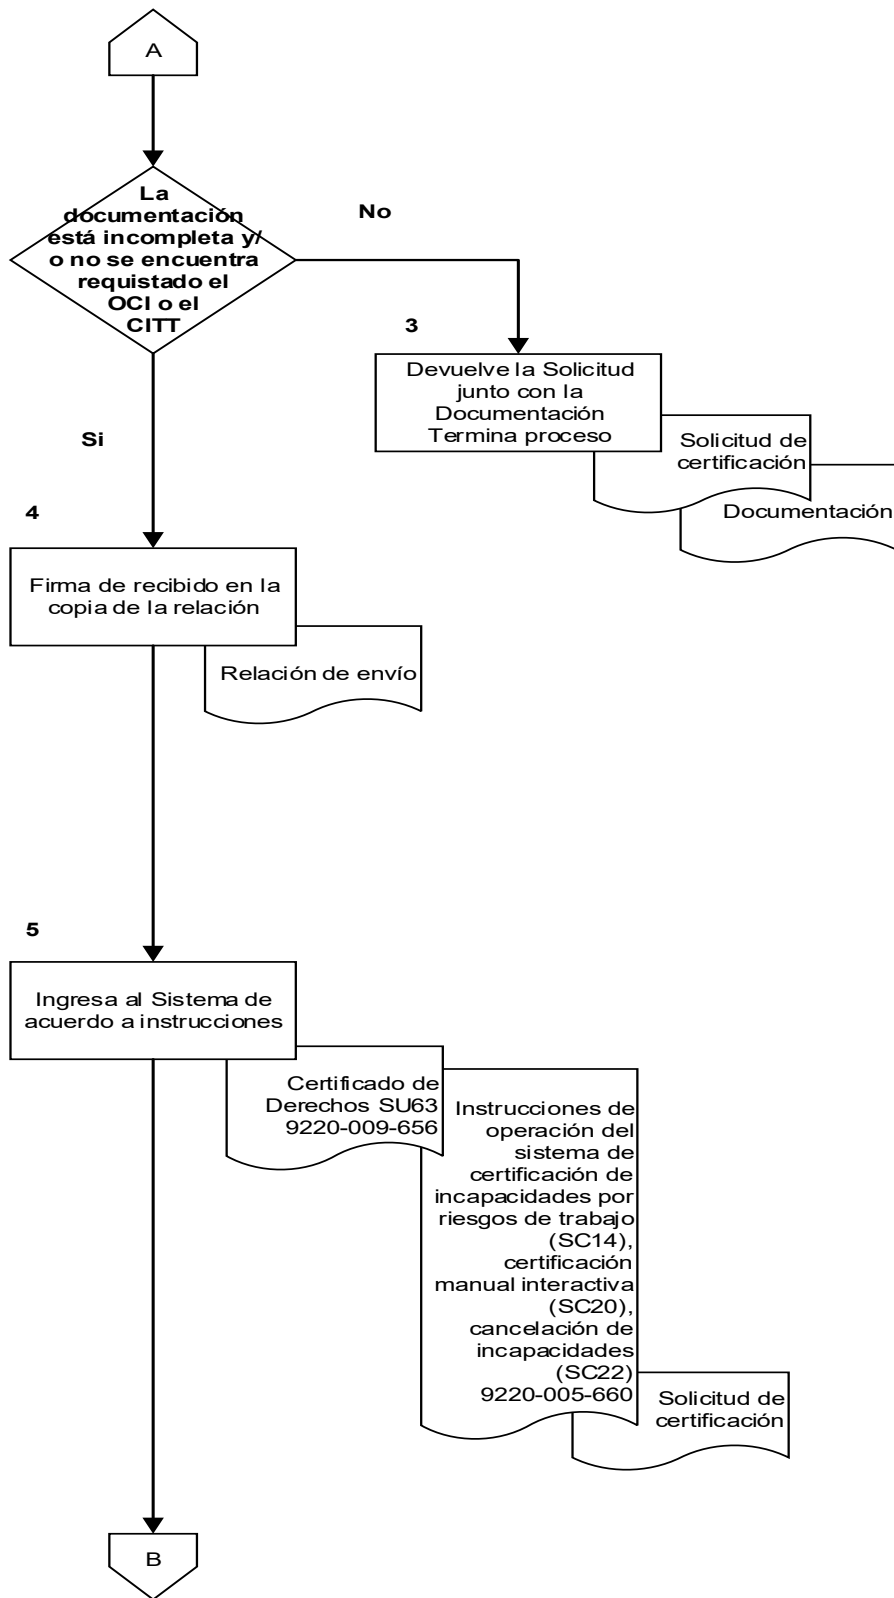 A
La
documentación
está incompleta y/
o no se encuentra
requistado el
OCI o el
CITT
No
3
Devuelve la Solicitud
junto con la
Documentación
Termina proceso
Solicitud de
certificación
Documentación
Si
4
Firma de recibido en la
copia de la relación
Relación de envío
5
Ingresa al Sistema de
acuerdo a instrucciones
Certificado de
Derechos SU63
9220-009-656
Instrucciones de
operación del
sistema de
certificación de
incapacidades por
riesgos de trabajo
(SC14),
certificación
manual interactiva
(SC20),
cancelación de
incapacidades
(SC22)
9220-005-660
Solicitud de
certificación
B